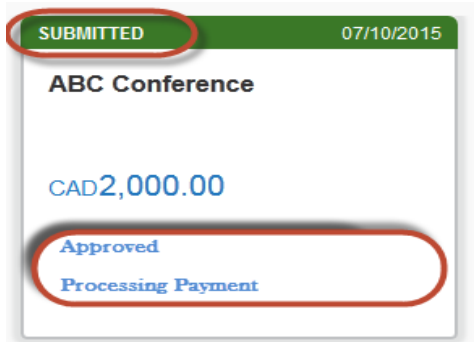 SUBMITTED 07/10/2015
ABC Conference
CAD2,000.00
Approved
Processing Payment